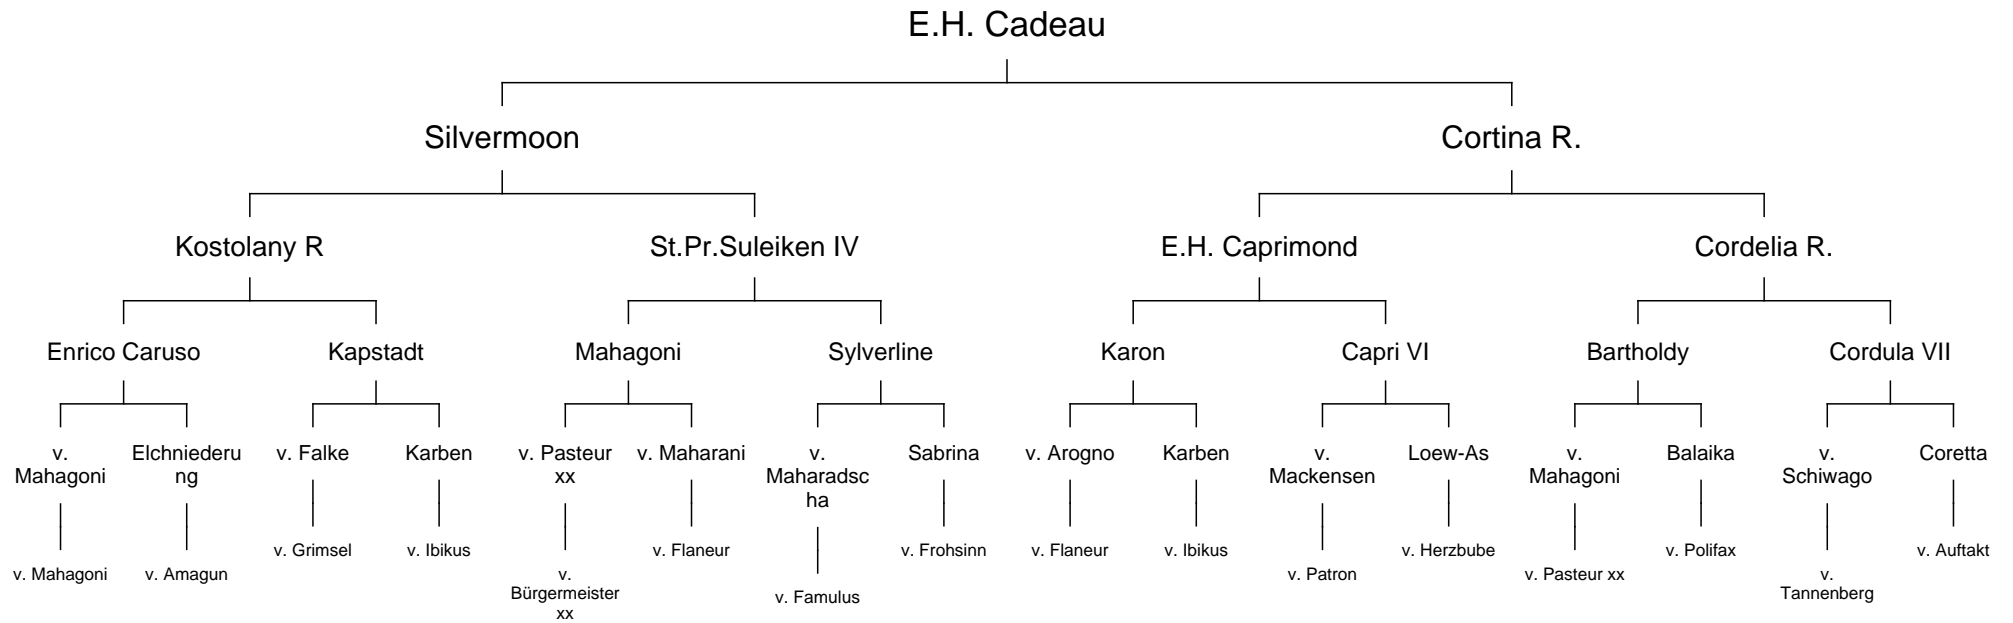 E.H. Cadeau
Silvermoon
Cortina R.
Kostolany R
St.Pr.Suleiken IV
E.H. Caprimond
Cordelia R.
Enrico Caruso
Kapstadt
Mahagoni
Sylverline
Karon
Capri VI
Bartholdy
Cordula VII
v.
Mahagoni
Elchniederu
ng
v. Falke
Karben
v. Pasteur
xx
v. Maharani
v.
Maharadsc
ha
Sabrina
v. Arogno
Karben
v.
Mackensen
Loew-As
v.
Mahagoni
Balaika
v.
Schiwago
Coretta
v. Mahagoni
v. Amagun
v. Grimsel
v. Ibikus
v.
Bürgermeister
xx
v. Flaneur
v. Famulus
v. Frohsinn
v. Flaneur
v. Ibikus
v. Patron
v. Herzbube
v. Pasteur xx
v. Polifax
v.
Tannenberg
v. Auftakt